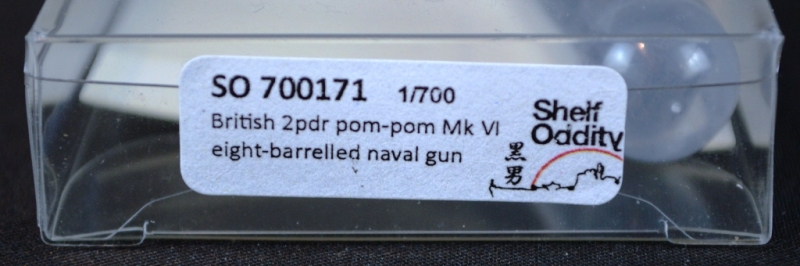 SO 700171 1/700
British 2pdr pom-pom Mk VI
eight-barrelled naval gun
Shelf
Oddity
黒
男